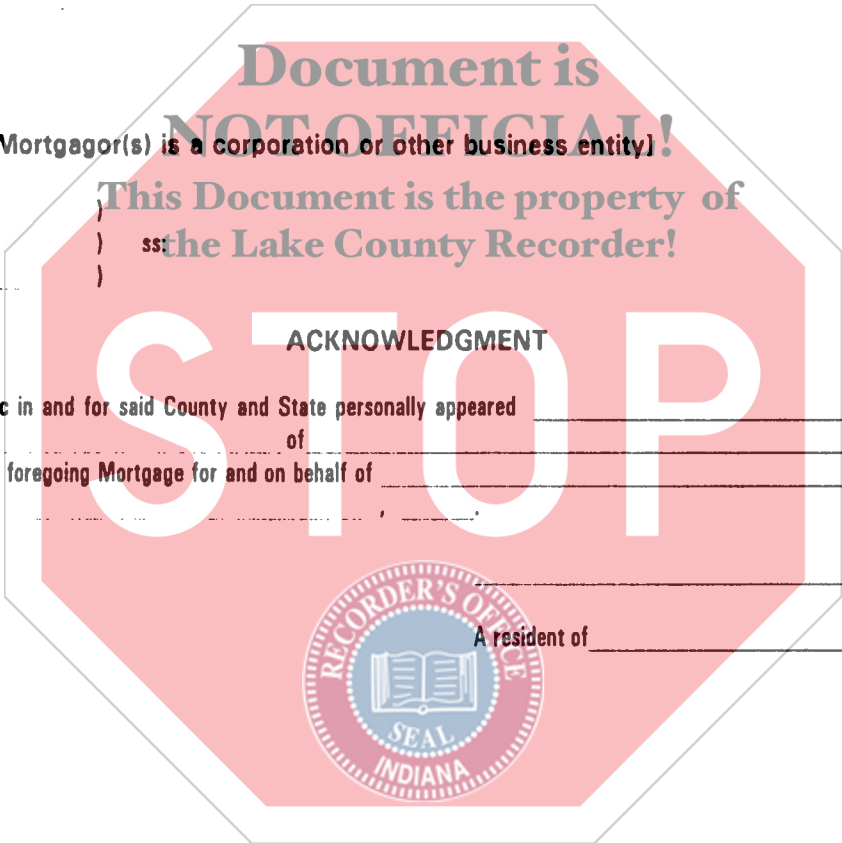 Document is
NOT OFFICIAL!
Mortgagor(s) is a corporation or other business entity]
This Document is the property of
)
) ss:
the Lake County Recorder!
)
STOP
ACKNOWLEDGMENT
c in and for said County and State personally appeared
of
foregoing Mortgage for and on behalf of
,
A resident of
RECORDER'S OFFICE
SEAL
INDIANA